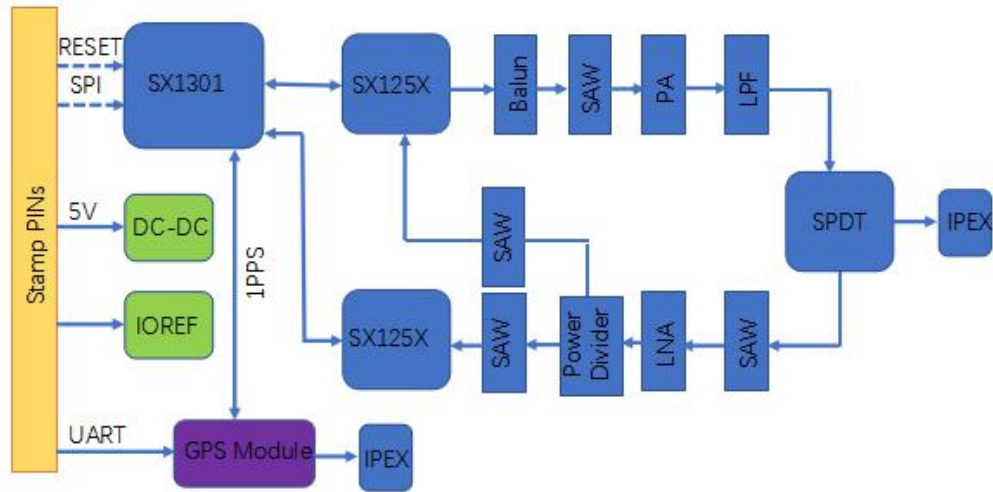 RESET
SPI
SX1301
SX125X
Balun
SAW
PA
LPF
Stamp PINs
5V
DC-DC
1PPS
SAW
SPDT
IPEX
IOREF
SX125X
SAW
Power
Divider
LNA
SAW
UART
GPS Module
IPEX